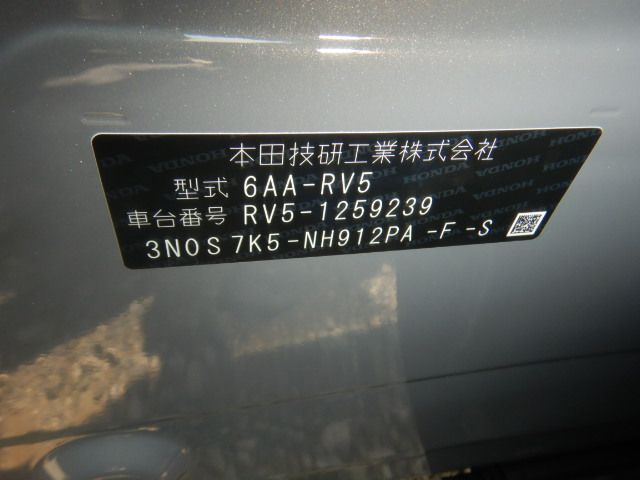 本田技研工業株式会社
型式 6AA-RV5
車台番号 RV5-1259239
3N0S 7K5-NH912PA -F -S